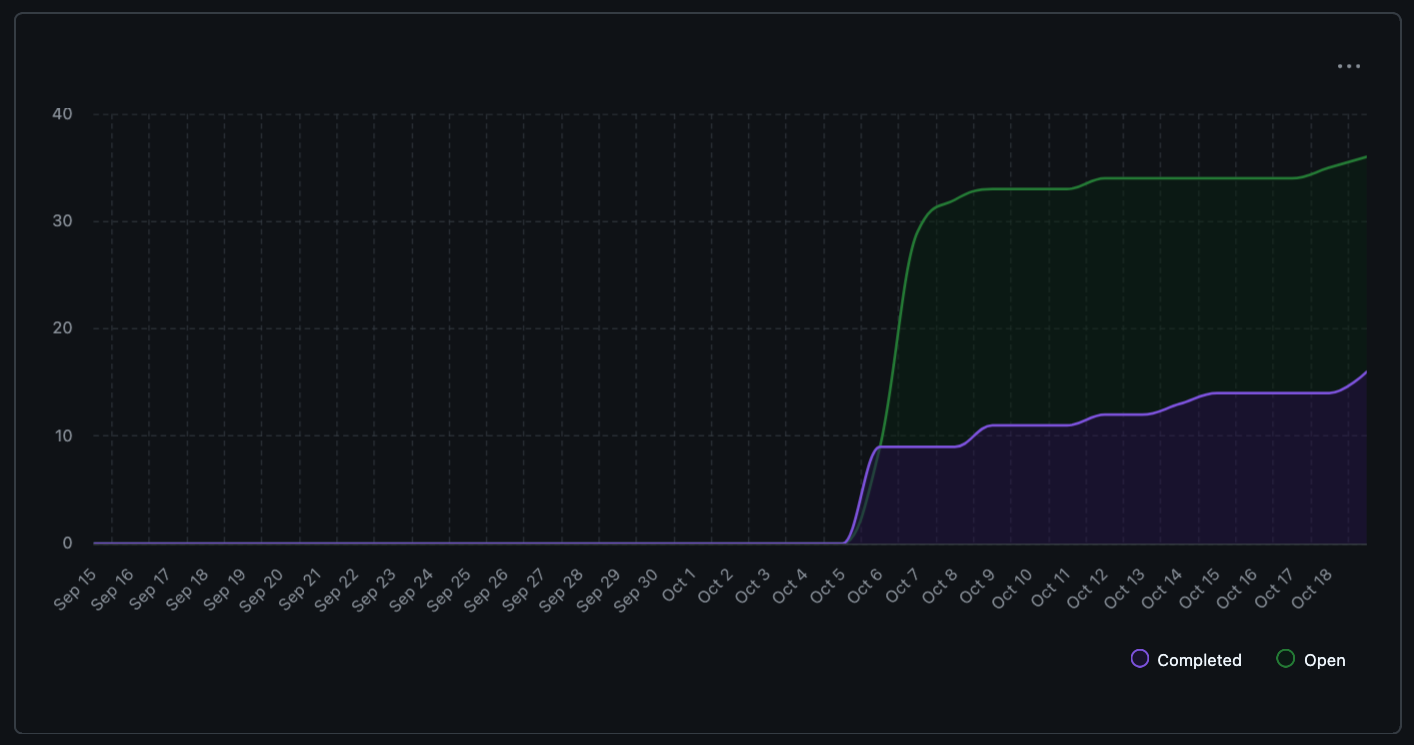 40
30
20
10
0
Sep 15
Sep 16
Sep 17
Sep 18
Sep 19
Sep 20
Sep 21
Sep 22
Sep 23
Sep 24
Sep 25
Sep 26
Sep 27
Sep 28
Sep 29
Sep 30
Oct 1
Oct 2
Oct 3
Oct 4
Oct 5
Oct 6
Oct 7
Oct 8
Oct 9
Oct 10
Oct 11
Oct 12
Oct 13
Oct 14
Oct 15
Oct 16
Oct 17
Oct 18
Completed Open